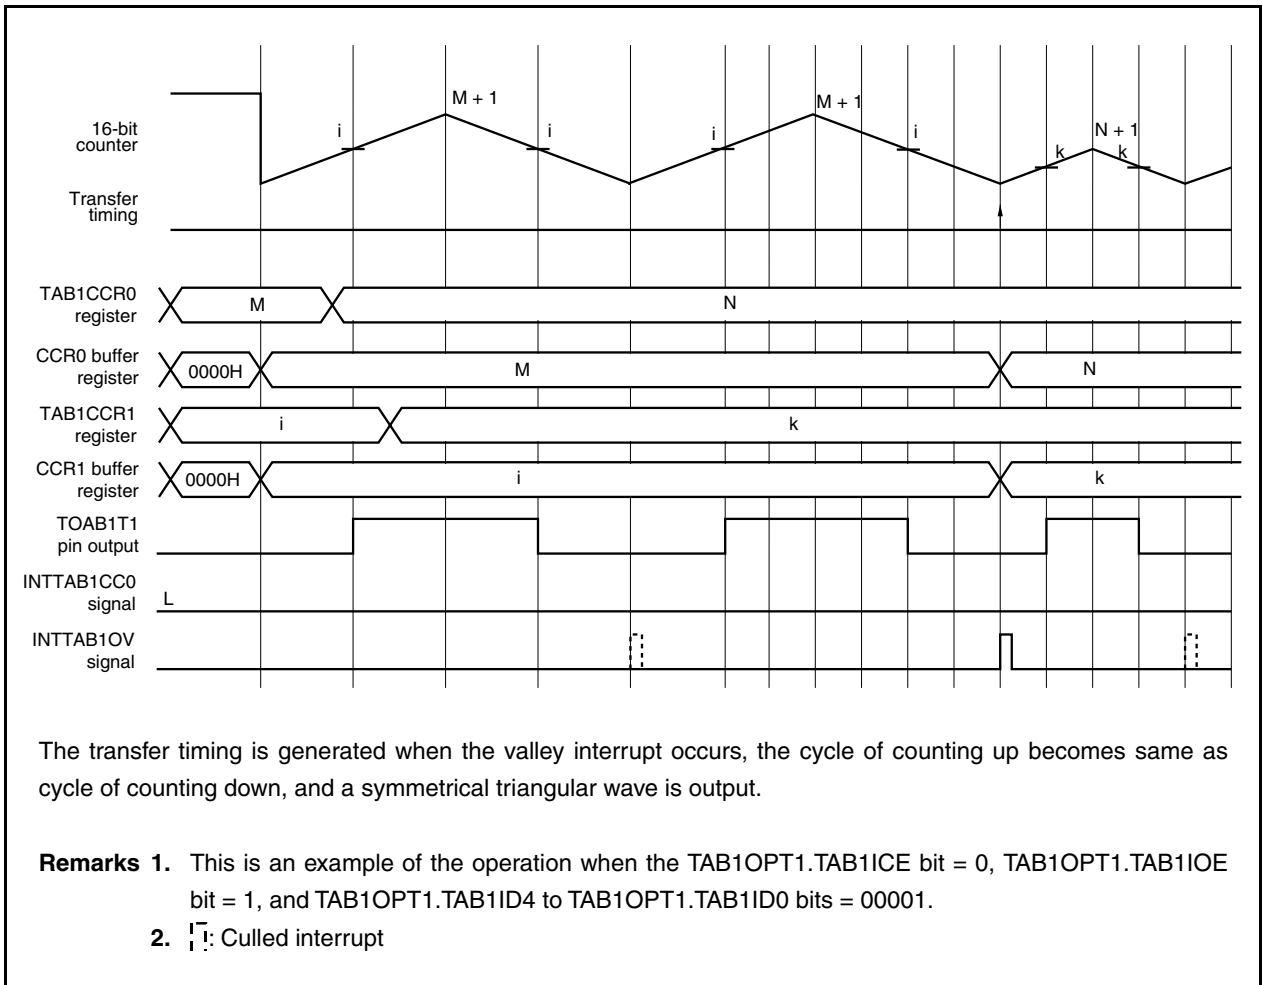 M + 1
M + 1
N + 1
i
i
i
i
k
k
16-bit
counter
Transfer
timing
TAB1CCR0
register
M
N
CCR0 buffer
register
0000H
M
N
TAB1CCR1
register
i
k
CCR1 buffer
register
0000H
i
k
TOAB1T1
pin output
INTTAB1CC0
signal
L
INTTAB1OV
signal
The transfer timing is generated when the valley interrupt occurs, the cycle of counting up becomes same as
cycle of counting down, and a symmetrical triangular wave is output.
Remarks 1. This is an example of the operation when the TAB1OPT1.TAB1ICE bit = 0, TAB1OPT1.TAB1IOE
bit = 1, and TAB1OPT1.TAB1ID4 to TAB1OPT1.TAB1ID0 bits = 00001.
2. : Culled interrupt